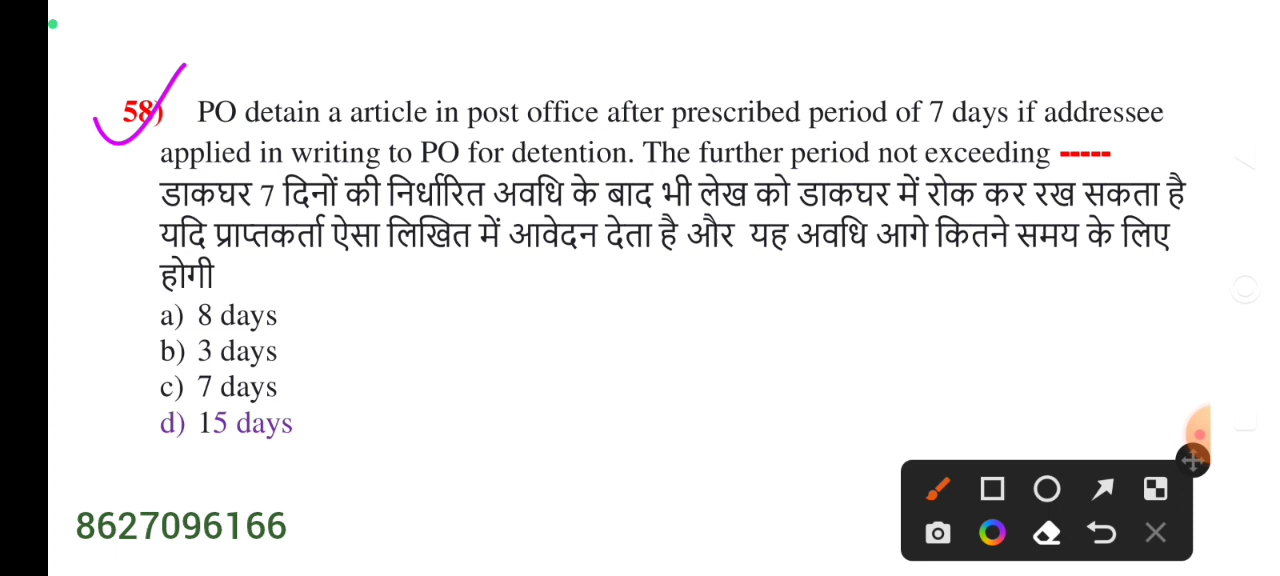 58) PO detain a article in post office after prescribed period of 7 days if addressee
applied in writing to PO for detention. The further period not exceeding -----
डाकघर 7 दिनों की निर्धारित अवधि के बाद भी लेख को डाकघर में रोक कर रख सकता है
यदि प्राप्तकर्ता ऐसा लिखित में आवेदन देता है और यह अवधि आगे कितने समय के लिए
होगी
a) 8 days
b) 3 days
c) 7 days
d) 15 days
8627096166